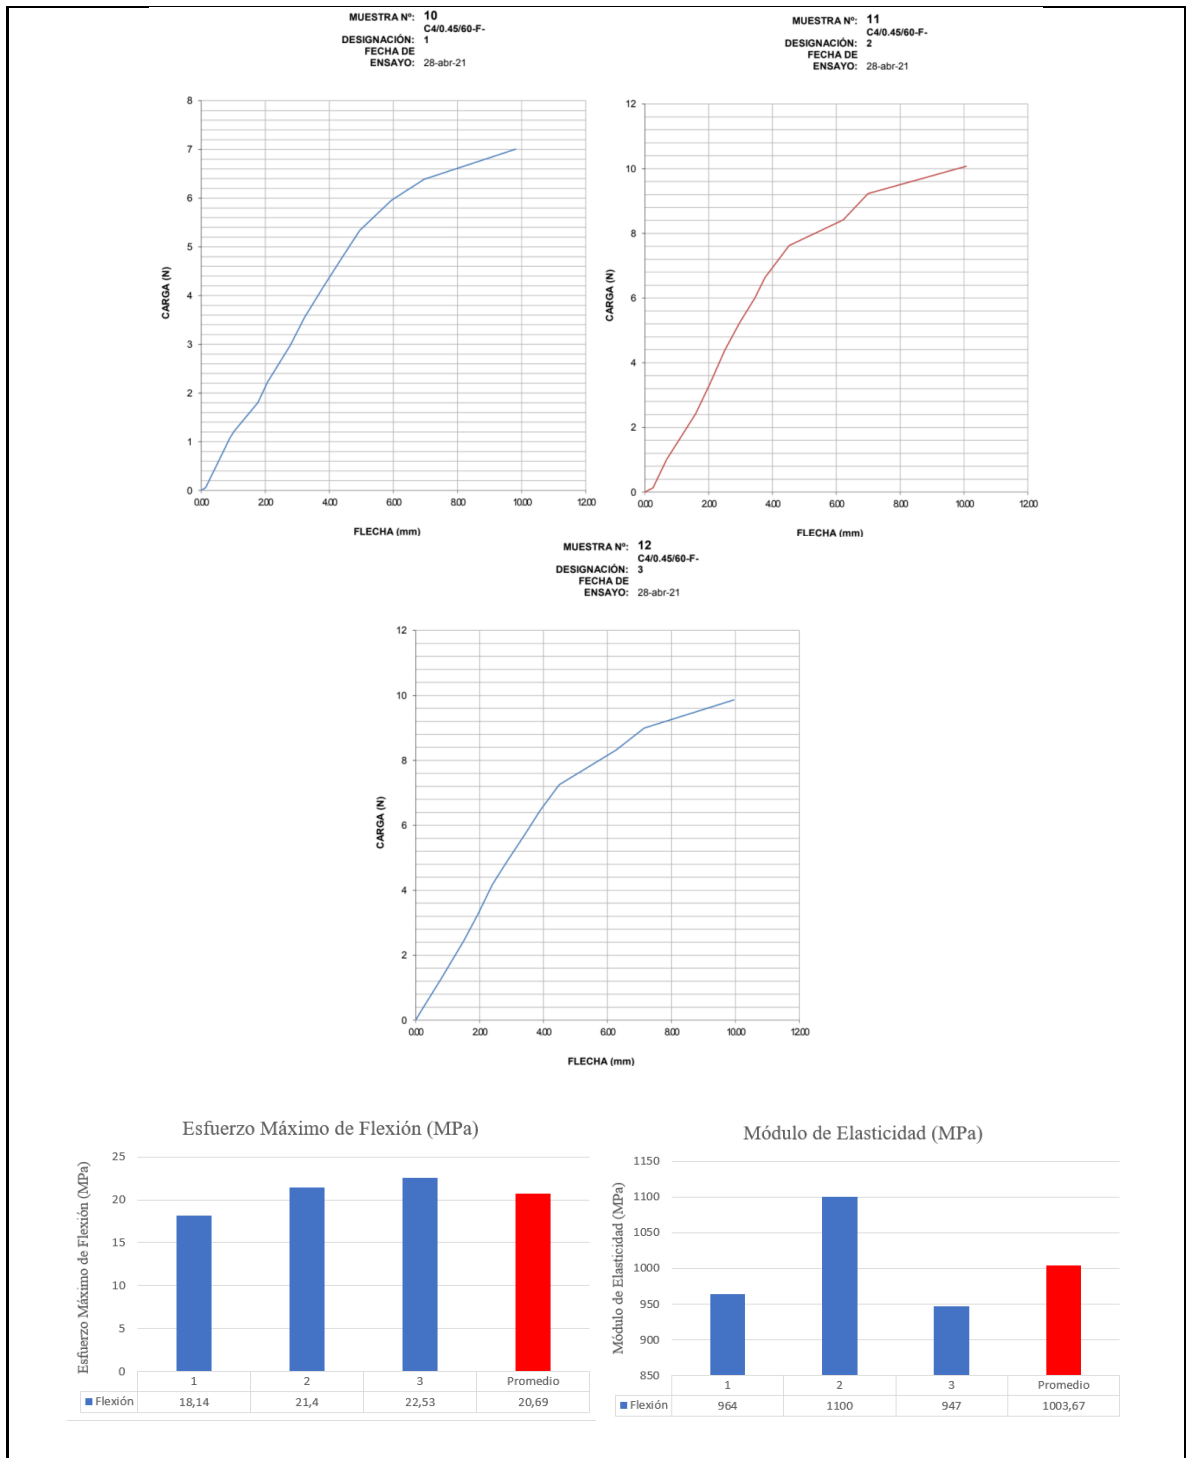 MUESTRA Nº: 10
C4/0.45/60-F-
DESIGNACIÓN: 1
FECHA DE
ENSAYO: 28-abr-21
8
7
6
5
4
3
2
1
0
CARGA (N)
0.00 2.00 4.00 6.00 8.00 10.00 12.00
FLECHA (mm)
MUESTRA Nº: 11
C4/0.45/60-F-
DESIGNACIÓN: 2
FECHA DE
ENSAYO: 28-abr-21
12
10
8
6
4
2
0
CARGA (N)
0.00 2.00 4.00 6.00 8.00 10.00 12.00
FLECHA (mm)
MUESTRA Nº: 12
C4/0.45/60-F-
DESIGNACIÓN: 3
FECHA DE
ENSAYO: 28-abr-21
12
10
8
6
4
2
0
CARGA (N)
0.00 2.00 4.00 6.00 8.00 10.00 12.00
FLECHA (mm)
Esfuerzo Máximo de Flexión (MPa)
Esfuerzo Máximo de Flexión (MPa)
25
20
15
10
5
0
1 2 3 Promedio
Flexión 18,14 21,4 22,53 20,69
Módulo de Elasticidad (MPa)
Módulo de Elasticidad (MPa)
1150
1100
1050
1000
950
900
850
1 2 3 Promedio
Flexión 964 1100 947 1003,67